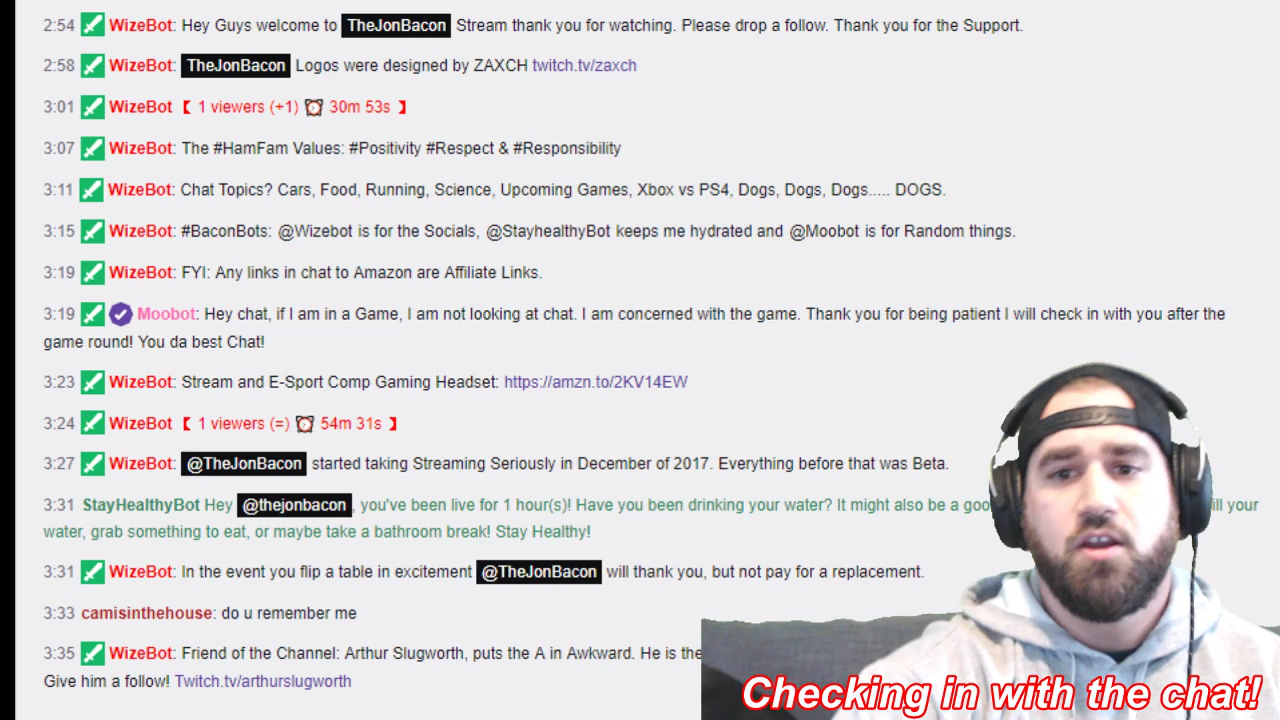 2:54 WizeBot: Hey Guys welcome to TheJonBacon Stream thank you for watching. Please drop a follow. Thank you for the Support.
2:58 WizeBot: TheJonBacon Logos were designed by ZAXCH twitch.tv/zaxch
3:01 WizeBot 【 1 viewers (+1) ⏰ 30m 53s 】
3:07 WizeBot: The #HamFam Values: #Positivity #Respect & #Responsibility
3:11 WizeBot: Chat Topics? Cars, Food, Running, Science, Upcoming Games, Xbox vs PS4, Dogs, Dogs, Dogs..... DOGS.
3:15 WizeBot: #BaconBots: @Wizebot is for the Socials, @StayhealthyBot keeps me hydrated and @Moobot is for Random things.
3:19 WizeBot: FYI: Any links in chat to Amazon are Affiliate Links.
3:19 Moobot: Hey chat, if I am in a Game, I am not looking at chat. I am concerned with the game. Thank you for being patient I will check in with you after the
game round! You da best Chat!
3:23 WizeBot: Stream and E-Sport Comp Gaming Headset: https://amzn.to/2KV14EW
3:24 WizeBot 【 1 viewers (=) ⏰ 54m 31s 】
3:27 WizeBot: @TheJonBacon started taking Streaming Seriously in December of 2017. Everything before that was Beta.
3:31 StayHealthyBot Hey @thejonbacon, you've been live for 1 hour(s)! Have you been drinking your water? It might also be a your
water, grab something to eat, or maybe take a bathroom break! Stay Healthy!
3:31 WizeBot: In the event you flip a table in excitement @TheJonBacon will thank you, but not pay for a replacement.
3:33 camisinthehouse: do u remember me
3:35 WizeBot: Friend of the Channel: Arthur Slugworth, puts the A in Awkward. He is the
Give him a follow! Twitch.tv/arthurslugworth
Checking in with the chat!